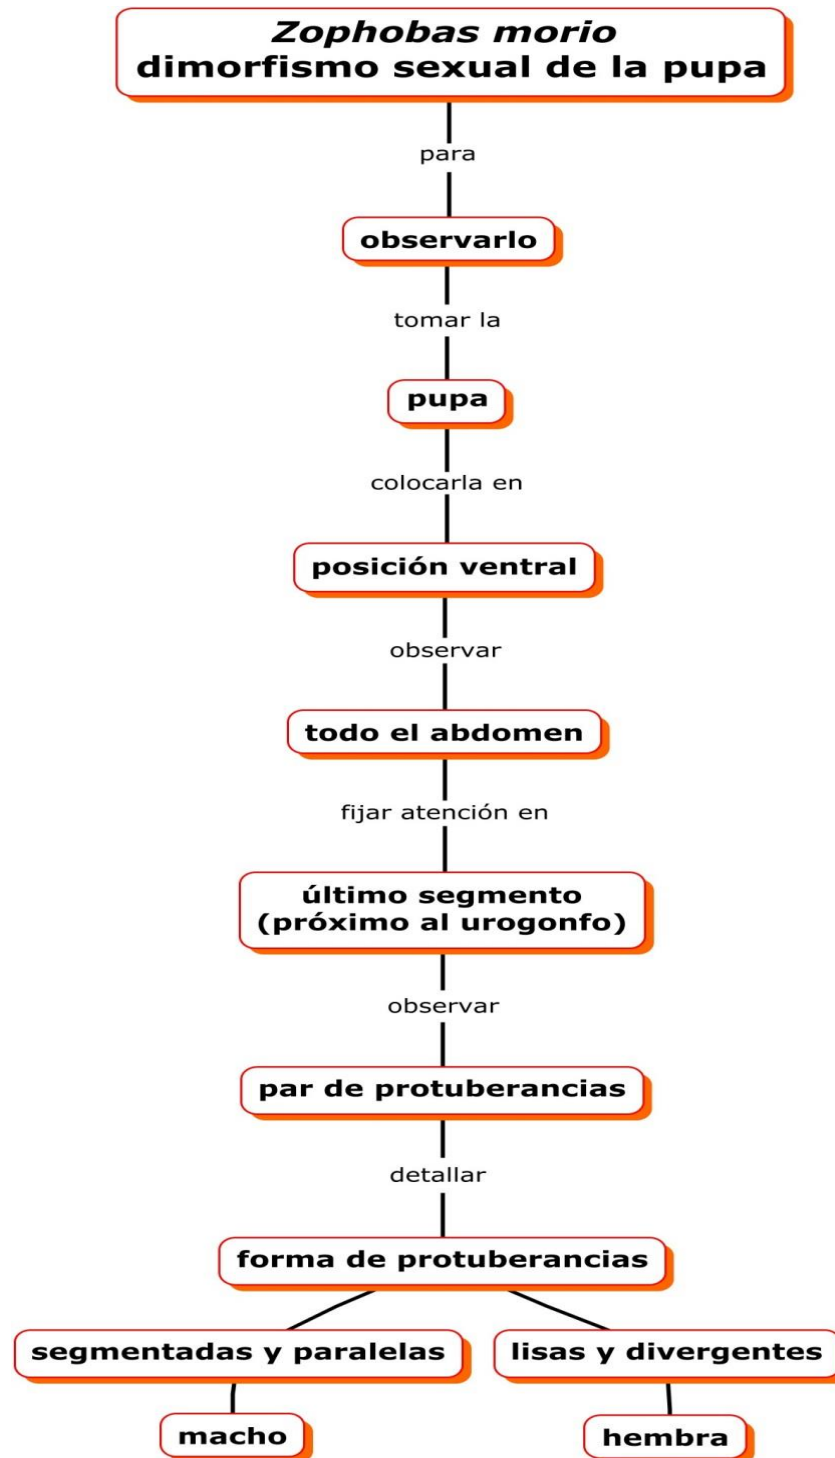 Zophobas morio
dimorfismo sexual de la pupa
para
observarlo
tomar la
pupa
colocarla en
posición ventral
observar
todo el abdomen
fijar atención en
último segmento
(próximo al urogonfo)
observar
par de protuberancias
detallar
forma de protuberancias
segmentadas y paralelas
lisas y divergentes
macho
hembra